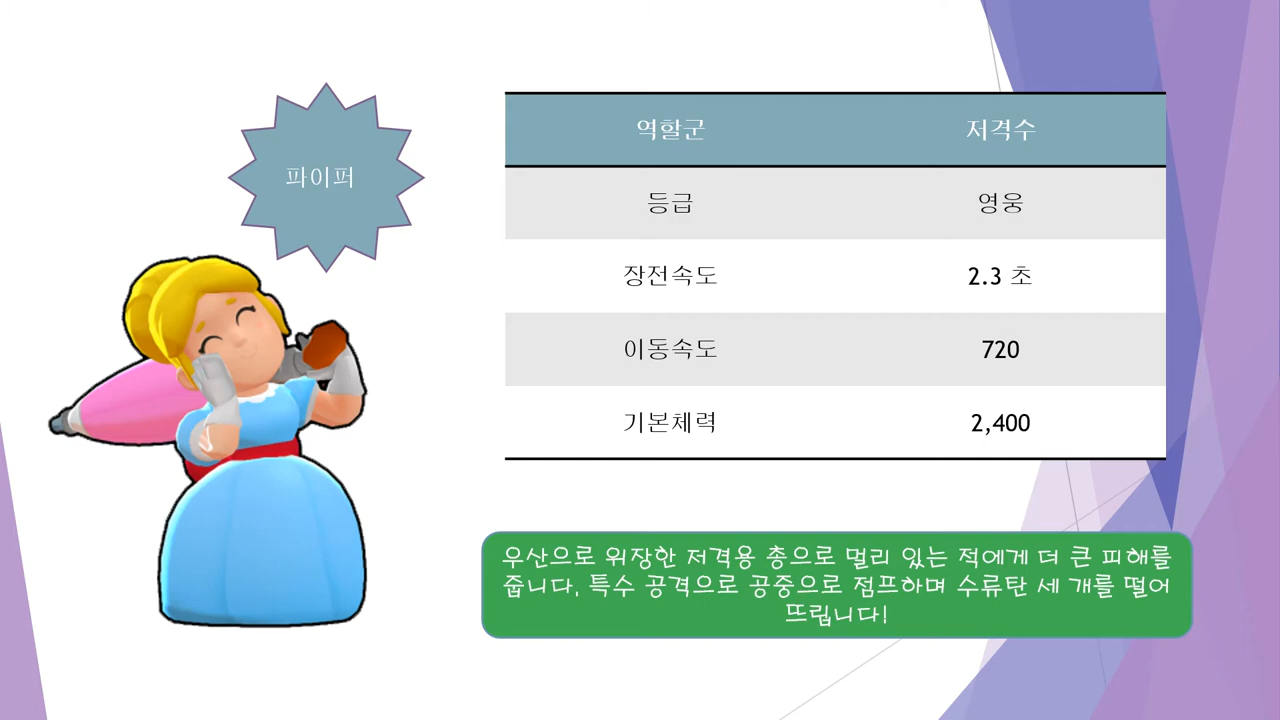 파이퍼
역할군 저격수
등급 영웅
장전속도 2.3 초
이동속도 720
기본체력 2,400
우산으로 위장한 저격용 총으로 멀리 있는 적에게 더 큰 피해를
줍니다. 특수 공격으로 공중으로 점프하며 수류탄 세 개를 떨어
뜨립니다!